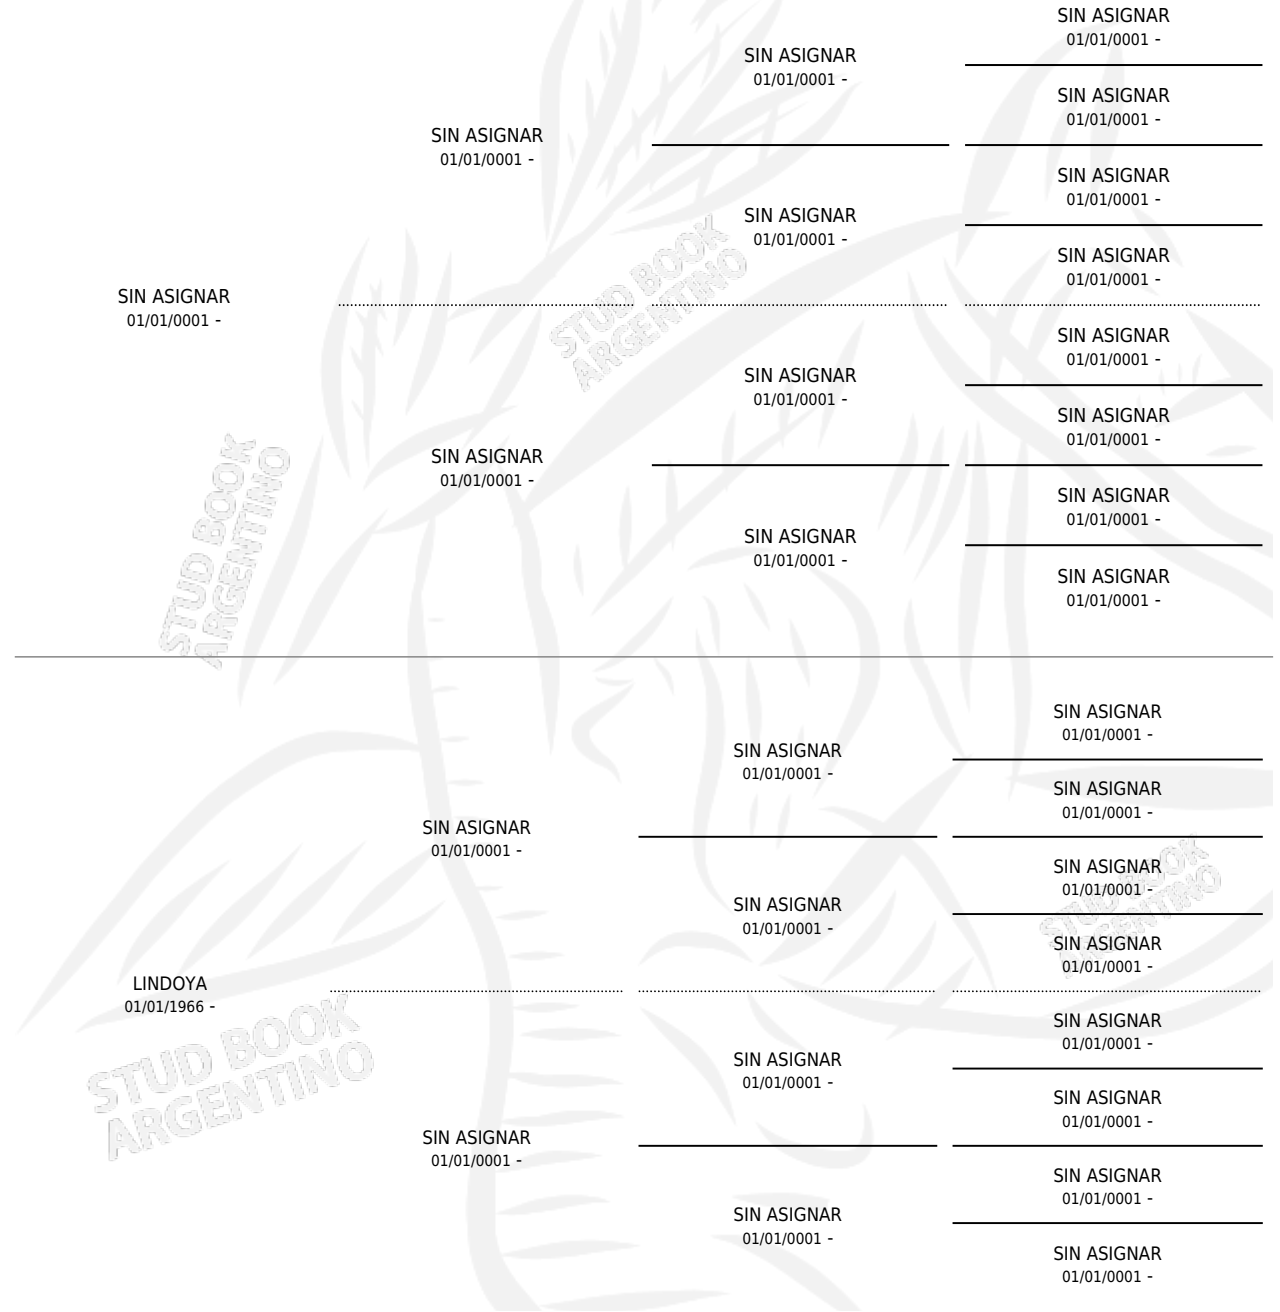 SIN ASIGNAR
01/01/0001 -
SIN ASIGNAR
01/01/0001 -
SIN ASIGNAR
01/01/0001 -
SIN ASIGNAR
01/01/0001 -
SIN ASIGNAR
01/01/0001 -
SIN ASIGNAR
01/01/0001 -
SIN ASIGNAR
01/01/0001 -
STUD BOOK
ARGENTINO
SIN ASIGNAR
01/01/0001 -
SIN ASIGNAR
01/01/0001 -
SIN ASIGNAR
01/01/0001 -
SIN ASIGNAR
01/01/0001 -
SIN ASIGNAR
01/01/0001 -
SIN ASIGNAR
01/01/0001 -
STUD BOOK
ARGENTINO
SIN ASIGNAR
01/01/0001 -
SIN ASIGNAR
01/01/0001 -
SIN ASIGNAR
01/01/0001 -
SIN ASIGNAR
01/01/0001 -
SIN ASIGNAR
01/01/0001 -
SIN ASIGNAR
01/01/0001 -
SIN ASIGNAR
01/01/0001 -
SIN ASIGNAR
01/01/0001 -
SIN ASIGNAR
01/01/0001 -
STUD BOOK
ARGENTINO
SIN ASIGNAR
01/01/0001 -
SIN ASIGNAR
01/01/0001 -
LINDOYA
01/01/1966 -
STUD BOOK
ARGENTINO
SIN ASIGNAR
01/01/0001 -
SIN ASIGNAR
01/01/0001 -
SIN ASIGNAR
01/01/0001 -
SIN ASIGNAR
01/01/0001 -
SIN ASIGNAR
01/01/0001 -
SIN ASIGNAR
01/01/0001 -
SIN ASIGNAR
01/01/0001 -